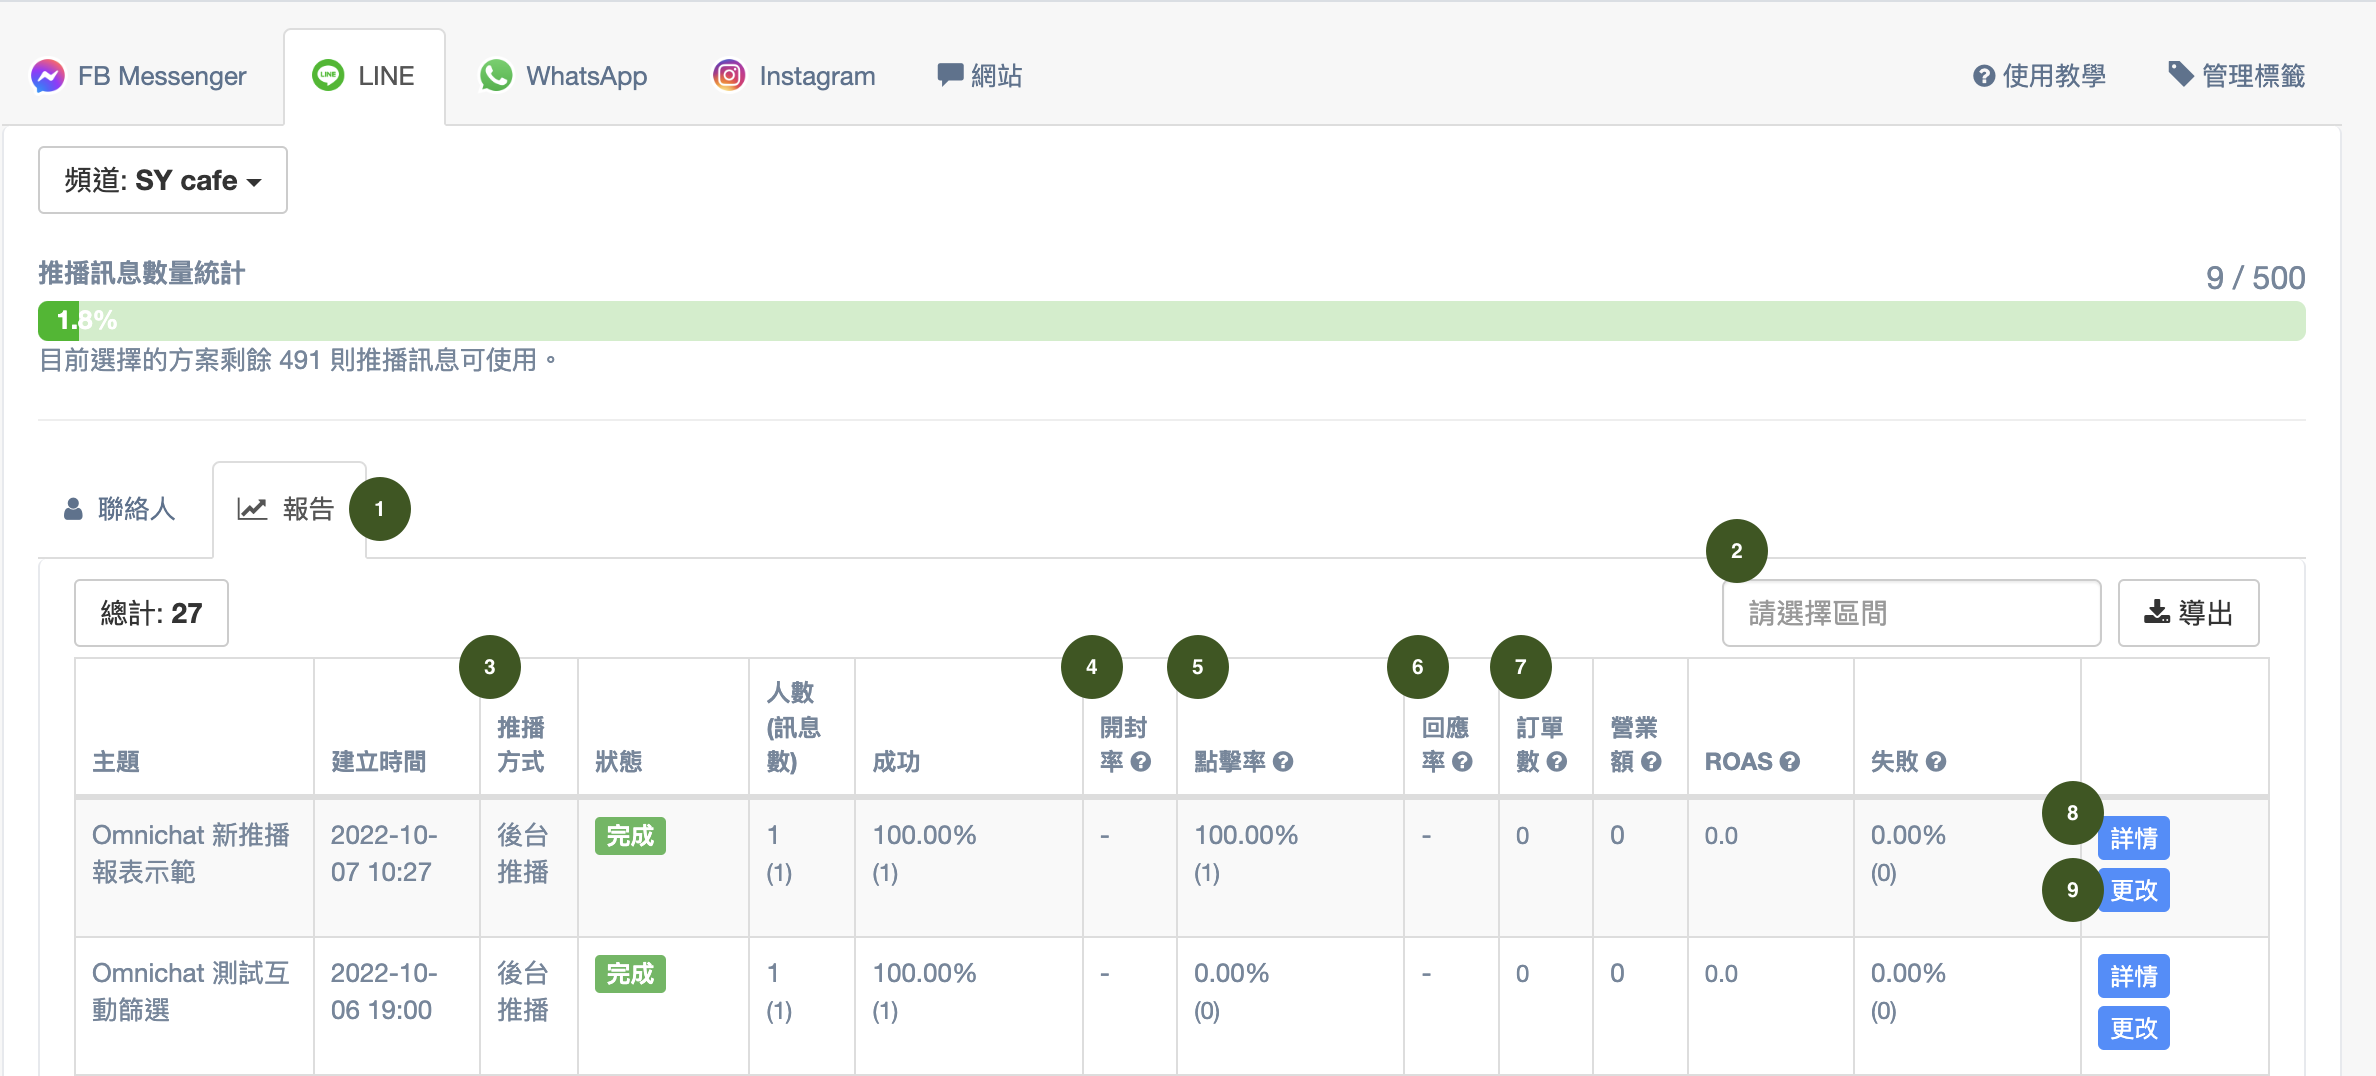 FB Messenger
LINE
WhatsApp
Instagram
網站
使用教學
管理標籤
頻道: SY cafe
推播訊息數量統計
9 / 500
1.8%
目前選擇的方案剩餘 491 則推播訊息可使用。
聯絡人
報告
1
2
總計: 27
請選擇區間
導出
3
4
5
6
7
主題
建立時間
推播
方式
狀態
人數
(訊息
數)
成功
開封
率
點擊率
回應
率
訂單
數
營業
額
ROAS
失敗
8
Omnichat 新推播
報表示範
2022-10-
07 10:27
後台
推播
完成
1
(1)
100.00%
(1)
-
100.00%
(1)
-
0
0
0.0
0.00%
(0)
詳情
9
更改
Omnichat 測試互
動篩選
2022-10-
06 19:00
後台
推播
完成
1
(1)
100.00%
(1)
-
0.00%
(0)
-
0
0
0.0
0.00%
(0)
詳情
更改